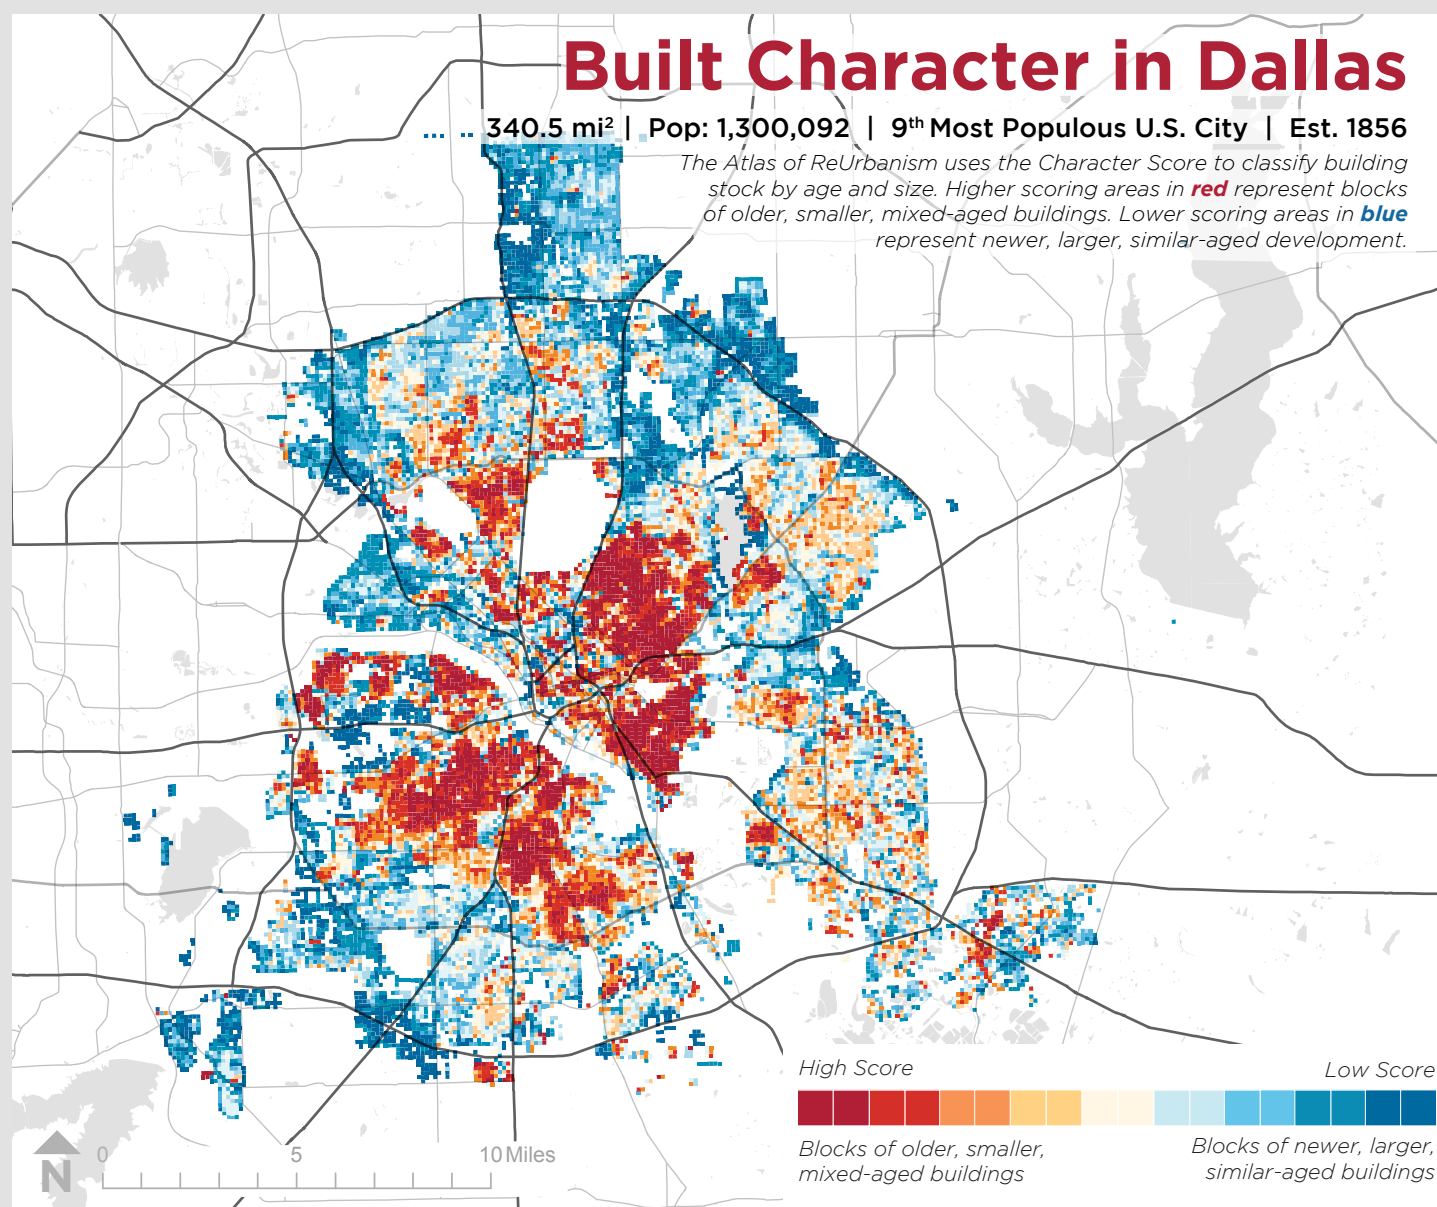 Built Character in Dallas
340.5 mi² | Pop: 1,300,092 | 9th Most Populous U.S. City | Est. 1856
The Atlas of ReUrbanism uses the Character Score to classify building
stock by age and size. Higher scoring areas in red represent blocks
of older, smaller, mixed-aged buildings. Lower scoring areas in blue
represent newer, larger, similar-aged development.
High Score
Low Score
Blocks of older, smaller,
mixed-aged buildings
Blocks of newer, larger,
similar-aged buildings
N
0 5 10 Miles